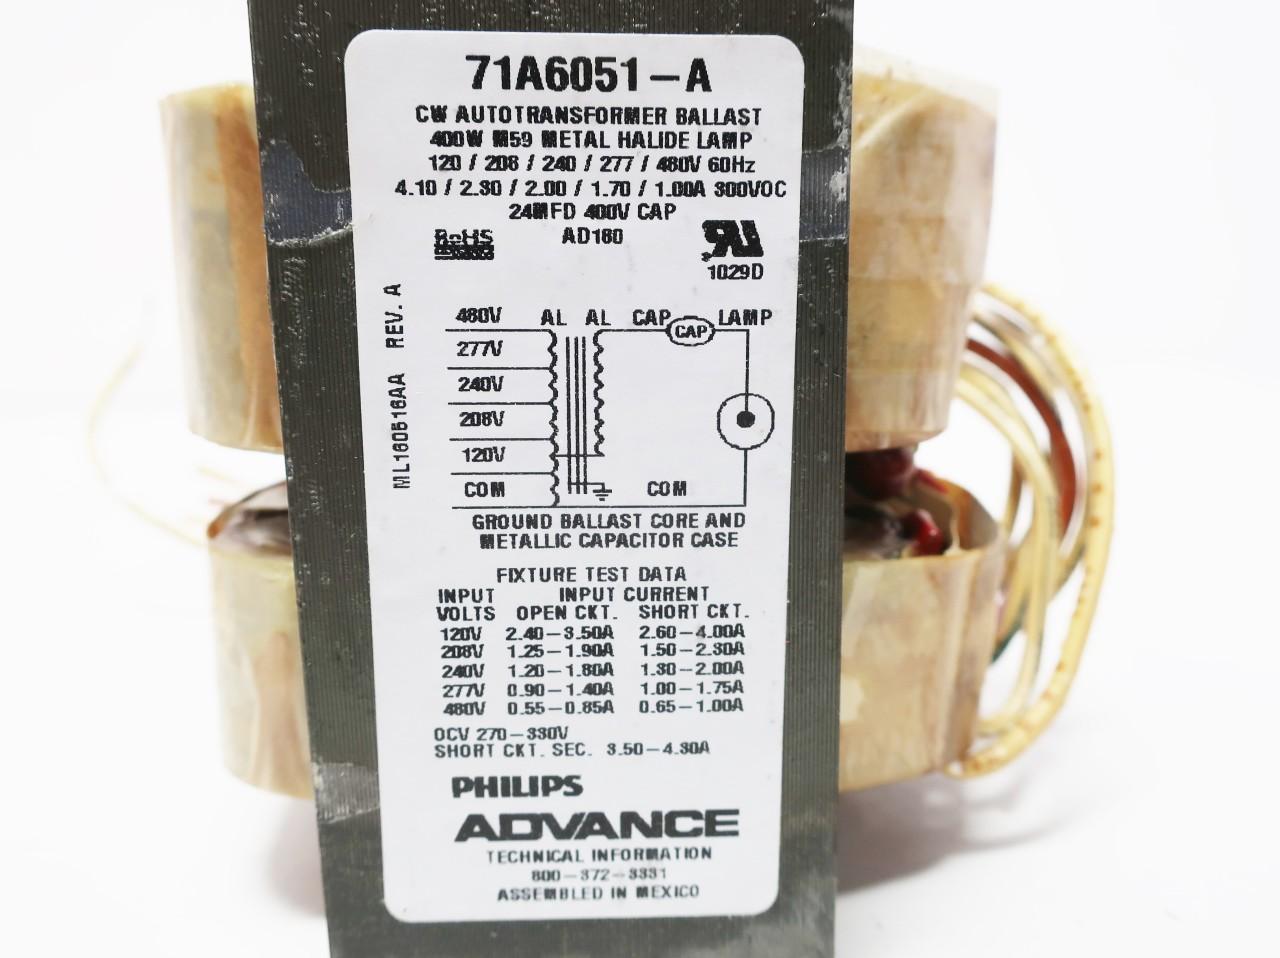 71A6051-A
CW AUTOTRANSFORMER BALLAST
400W M59 METAL HALIDE LAMP
120 / 208 / 240 / 277 / 480V 60Hz
4.10 / 2.30 / 2.00 / 1.70 / 1.00A 300VOC
24MFD 400V CAP
RoHS
AD160
RU
1029D
ML160516AA REV. A
480V AL AL CAP CAP LAMP
277V
240V
208V
120V
COM COM
GROUND BALLAST CORE AND
METALLIC CAPACITOR CASE
FIXTURE TEST DATA
INPUT INPUT CURRENT
VOLTS OPEN CKT. SHORT CKT.
120V 2.40-3.50A 2.60-4.00A
208V 1.25-1.90A 1.50-2.30A
240V 1.20-1.80A 1.30-2.00A
277V 0.90-1.40A 1.00-1.75A
480V 0.55-0.85A 0.65-1.00A
OCV 270-330V
SHORT CKT. SEC. 3.50-4.30A
PHILIPS
ADVANCE
TECHNICAL INFORMATION
800-372-3331
ASSEMBLED IN MEXICO